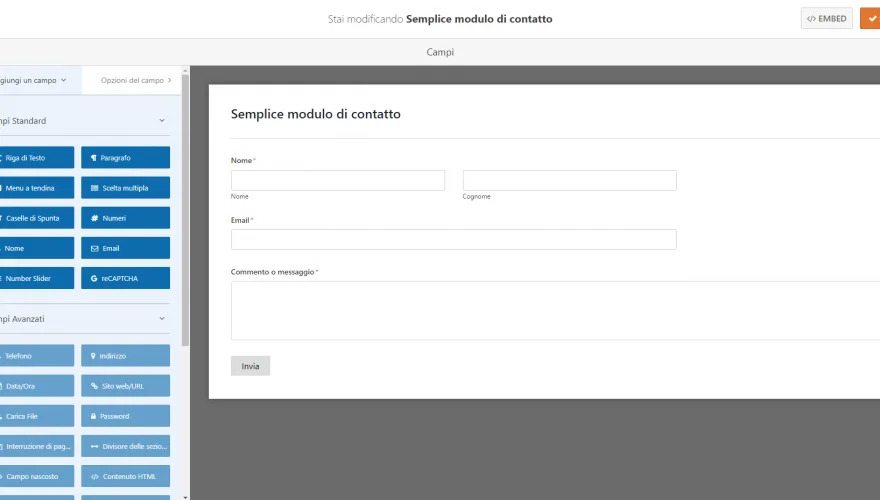 Stai modificando Semplice modulo di contatto
</> EMBED
Campi
giungi un campo
Opzioni del campo
npi Standard
Riga di Testo
Paragrafo
Menu a tendina
Scelta multipla
Caselle di Spunta
Numeri
Nome
Email
Number Slider
reCAPTCHA
npi Avanzati
Telefono
Indirizzo
Data/Ora
Sito web/URL
Carica File
Password
Interruzione di pag...
Divisore delle sezio...
Campo nascosto
Contenuto HTML
Semplice modulo di contatto
Nome*
Nome
Cognome
Email*
Commento o messaggio*
Invia